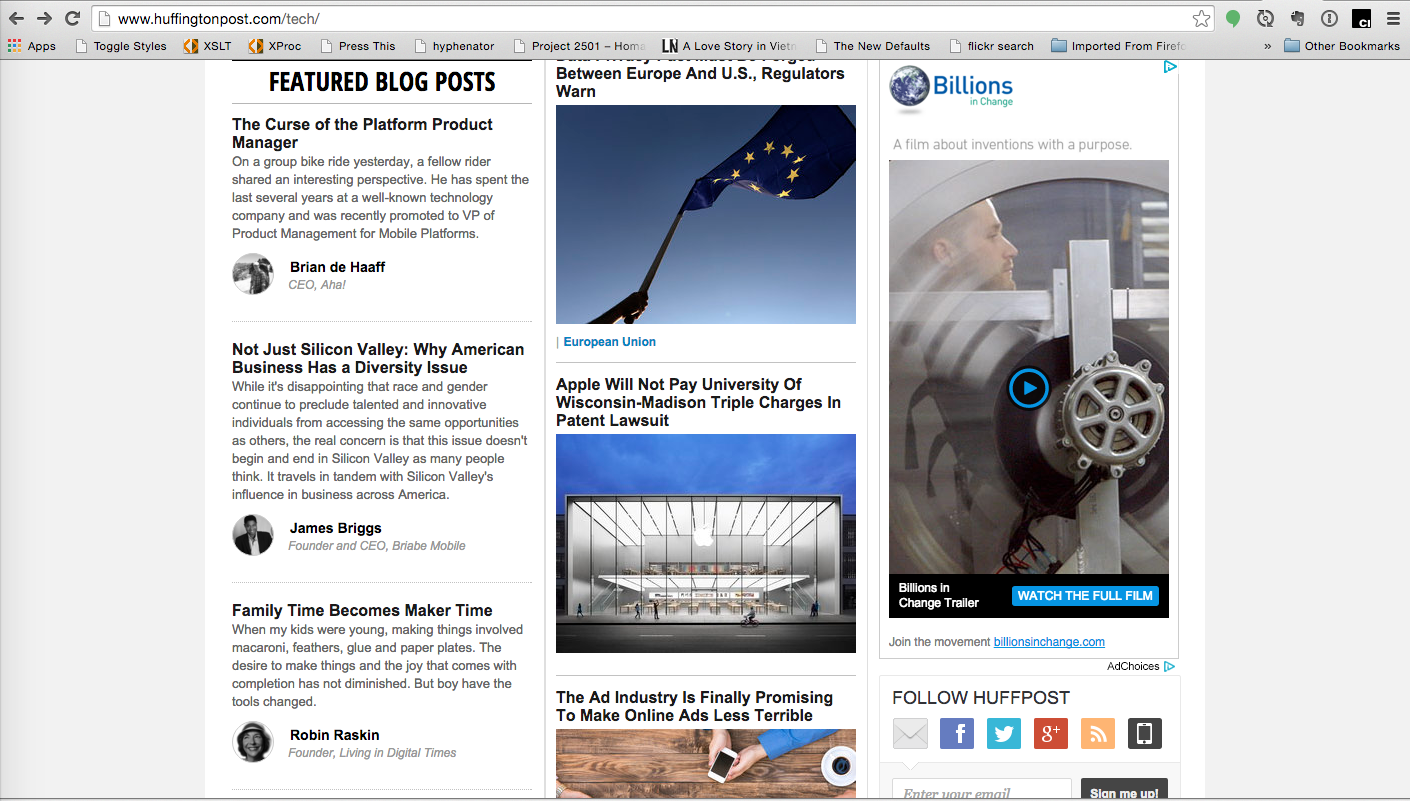 www.huffingtonpost.com/tech/
Apps
Toggle Styles
XSLT
XProc
Press This
hyphenator
Project 2501 – Homa
LN A Love Story in Vietn
The New Defaults
flickr search
Imported From Firefo
»
Other Bookmarks
FEATURED BLOG POSTS
The Curse of the Platform Product
Manager
On a group bike ride yesterday, a fellow rider
shared an interesting perspective. He has spent the
last several years at a well-known technology
company and was recently promoted to VP of
Product Management for Mobile Platforms.
Brian de Haaff
CEO, Aha!
Not Just Silicon Valley: Why American
Business Has a Diversity Issue
While it's disappointing that race and gender
continue to preclude talented and innovative
individuals from accessing the same opportunities
as others, the real concern is that this issue doesn't
begin and end in Silicon Valley as many people
think. It travels in tandem with Silicon Valley's
influence in business across America.
James Briggs
Founder and CEO, Briabe Mobile
Family Time Becomes Maker Time
When my kids were young, making things involved
macaroni, feathers, glue and paper plates. The
desire to make things and the joy that comes with
completion has not diminished. But boy have the
tools changed.
Robin Raskin
Founder, Living in Digital Times
Data Privacy Pact Must Be Forged
Between Europe And U.S., Regulators
Warn
| European Union
Apple Will Not Pay University Of
Wisconsin-Madison Triple Charges In
Patent Lawsuit
The Ad Industry Is Finally Promising
To Make Online Ads Less Terrible
Billions
in Change
A film about inventions with a purpose.
Billions in
Change Trailer
WATCH THE FULL FILM
Join the movement billionsinchange.com
AdChoices
FOLLOW HUFFPOST
f
g+
Enter your email
Sign me up!